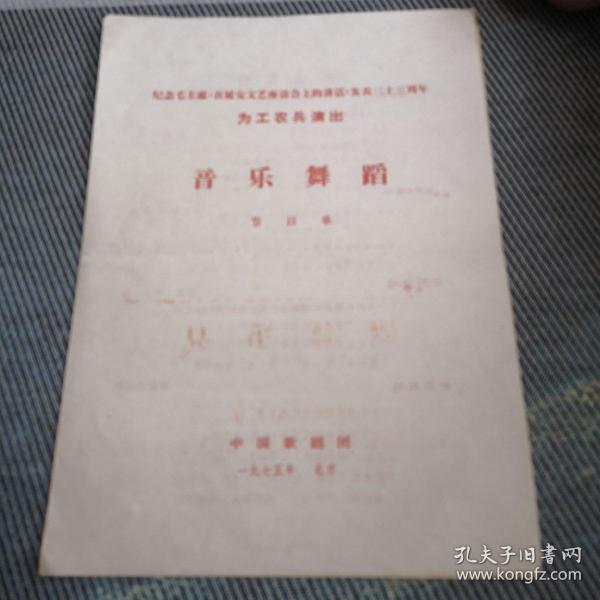 纪念毛主席《在延安文艺座谈会上的讲话》发表三十三周年
为工农兵演出
音乐舞蹈
节目单
中国歌剧团
一九七五年 北京
孔夫子旧书网
www.kongfz.com